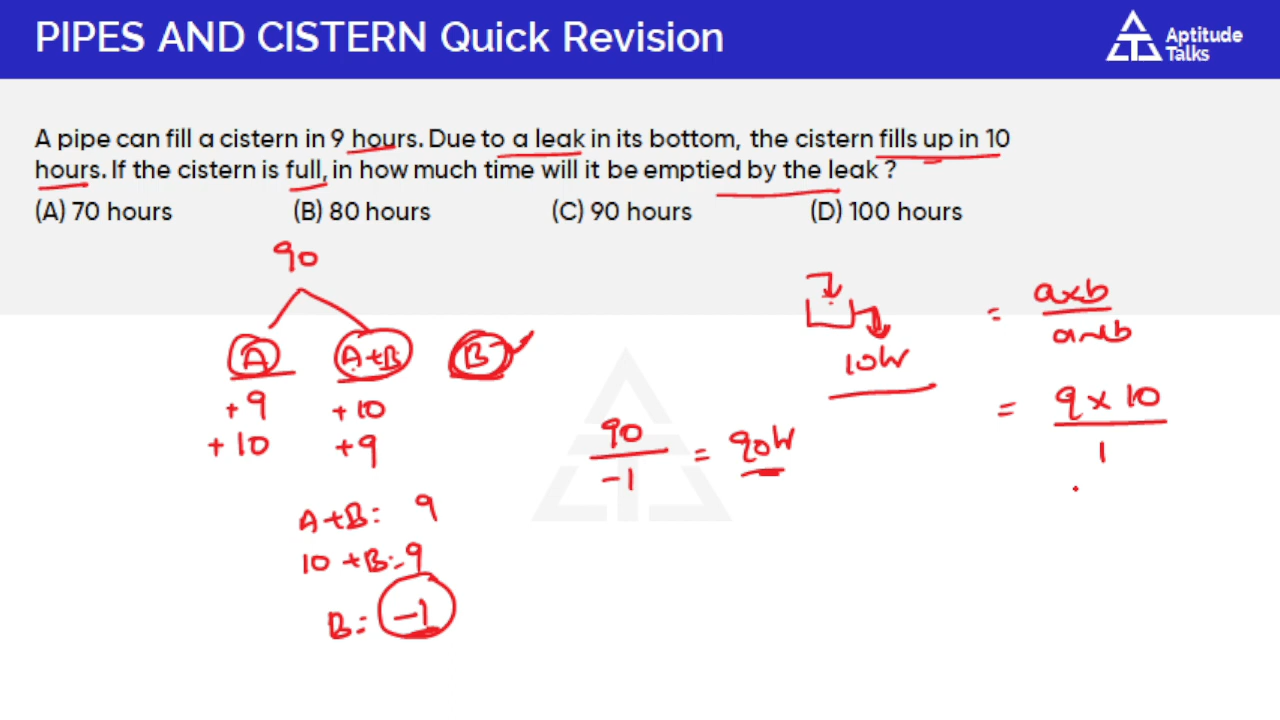 PIPES AND CISTERN Quick Revision
Aptitude
Talks
A pipe can fill a cistern in 9 hours. Due to a leak in its bottom, the cistern fills up in 10
hours. If the cistern is full, in how much time will it be emptied by the leak ?
(A) 70 hours (B) 80 hours (C) 90 hours (D) 100 hours
90
A A+B B
+9 +10
+10 +9
A+B: 9
10 +B:-9
B: -1
90
-1
= 90hr
10hr
= a×b
a~b
= 9 × 10
1